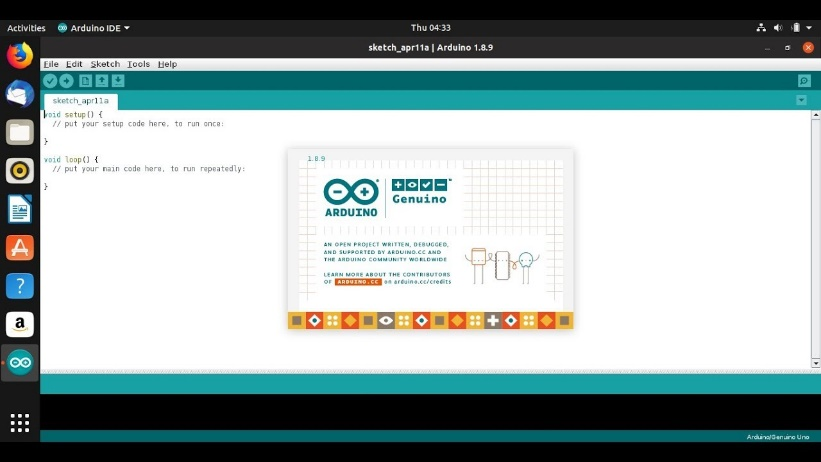 Activities
Arduino IDE
Thu 04:33
sketch_apr11a | Arduino 1.8.9
File Edit Sketch Tools Help
sketch_apr11a
void setup() {
// put your setup code here, to run once:
}
void loop() {
// put your main code here, to run repeatedly:
}
1.8.9
ARDUINO
Genuino
TM
AN OPEN PROJECT WRITTEN, DEBUGGED,
AND SUPPORTED BY ARDUINO.CC AND
THE ARDUINO COMMUNITY WORLDWIDE
LEARN MORE ABOUT THE CONTRIBUTORS
OF ARDUINO.CC on arduino.cc/credits
?
a
Arduino/Genuino Uno